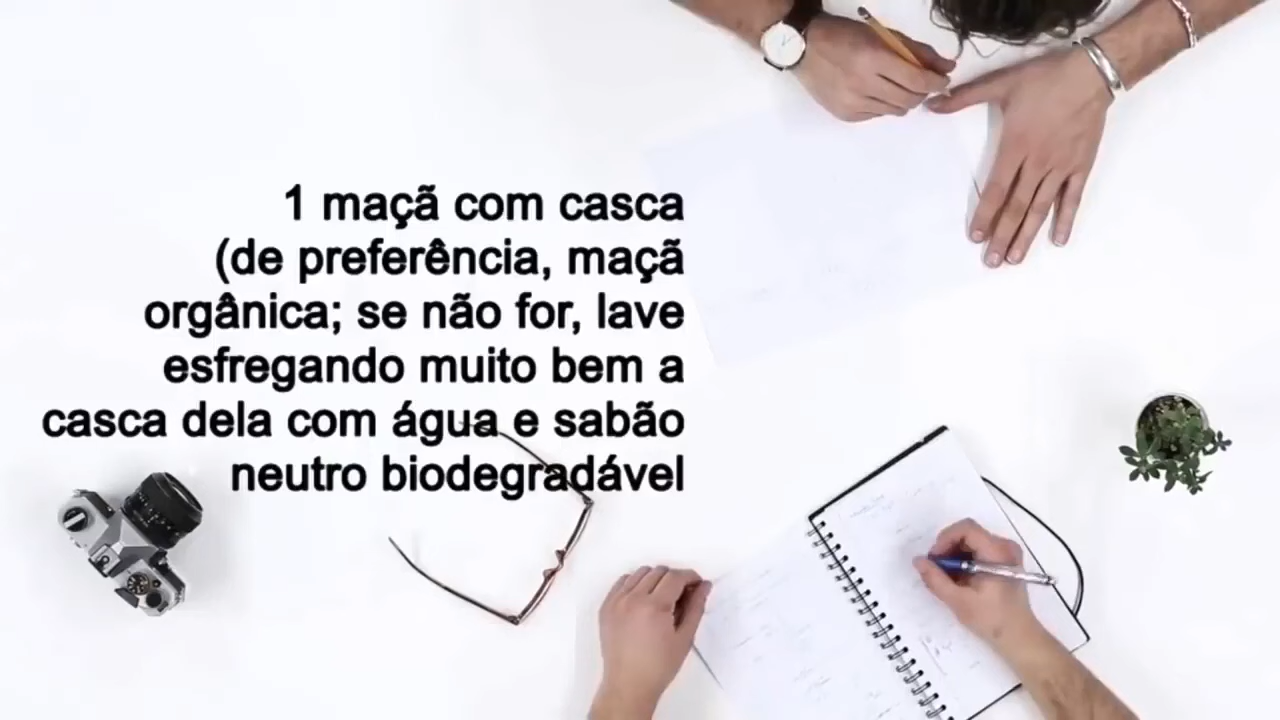 1 maçã com casca
(de preferência, maçã
orgânica; se não for, lave
esfregando muito bem a
casca dela com água e sabão
neutro biodegradável